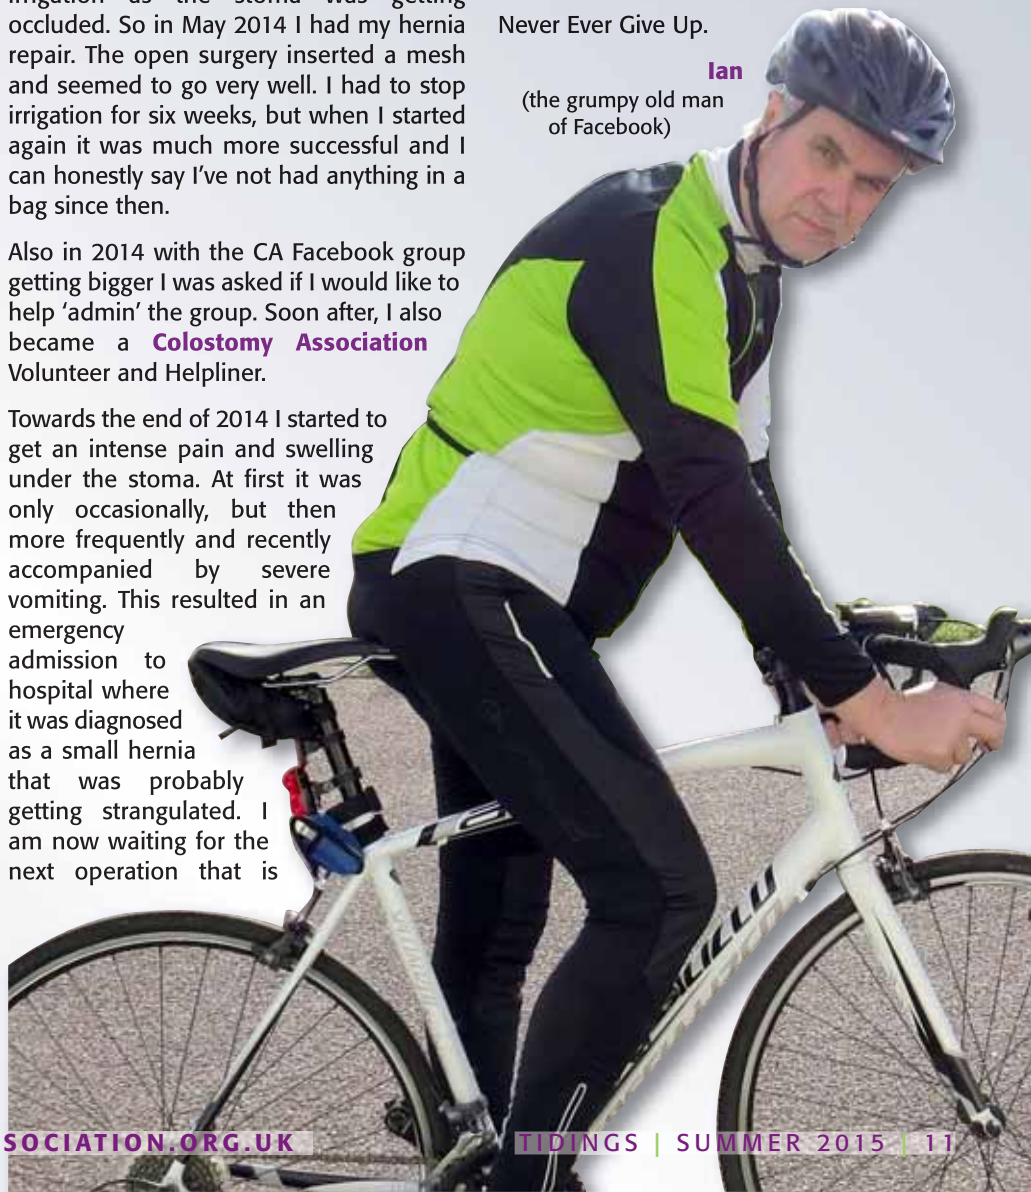 irrigation as the stoma was getting
occluded. So in May 2014 I had my hernia
repair. The open surgery inserted a mesh
and seemed to go very well. I had to stop
irrigation for six weeks, but when I started
again it was much more successful and I
can honestly say I've not had anything in a
bag since then.
Also in 2014 with the CA Facebook group
getting bigger I was asked if I would like to
help ‘admin’ the group. Soon after, I also
became a Colostomy Association
Volunteer and Helpliner.
Towards the end of 2014 I started to
get an intense pain and swelling
under the stoma. At first it was
only occasionally, but then
more frequently and recently
accompanied by severe
vomiting. This resulted in an
emergency
admission to
hospital where
it was diagnosed
as a small hernia
that was probably
getting strangulated. I
am now waiting for the
next operation that is
Never Ever Give Up.
Ian
(the grumpy old man
of Facebook)
SOCIATION.ORG.UK
TIDINGS | SUMMER 2015 | 11